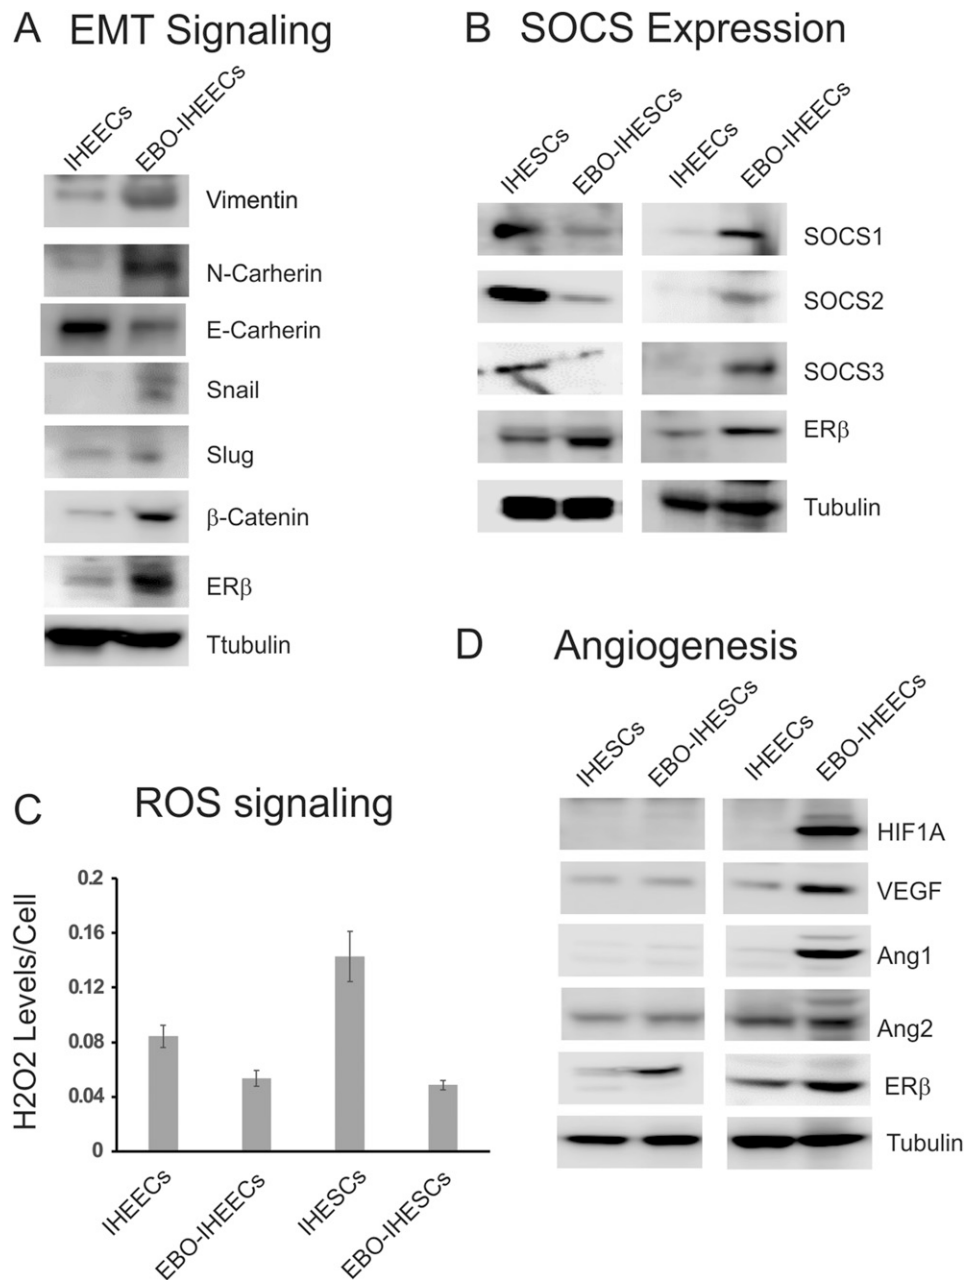 A EMT Signaling
IHEECs
EBO-IHEECs
Vimentin
N-Carherin
E-Carherin
Snail
Slug
β-Catenin
ERβ
Ttubulin
B SOCS Expression
IHESCs
EBO-IHESCs
IHEECs
EBO-IHEECs
SOCS1
SOCS2
SOCS3
ERβ
Tubulin
C ROS signaling
H2O2 Levels/Cell
0.2
0.16
0.12
0.08
0.04
0
IHEECs
EBO-IHEECs
IHESCs
EBO-IHESCs
D Angiogenesis
IHESCs
EBO-IHESCs
IHEECs
EBO-IHEECs
HIF1A
VEGF
Ang1
Ang2
ERβ
Tubulin